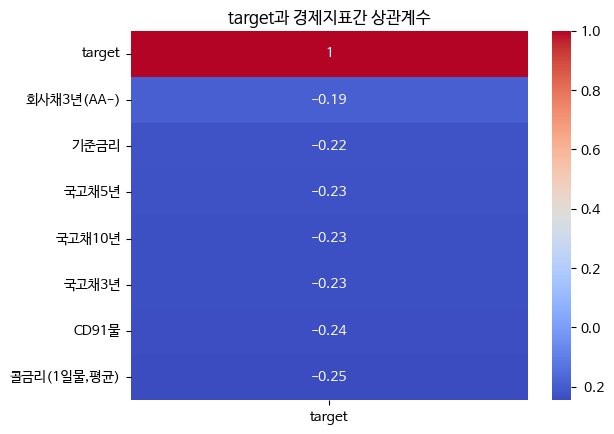 target과 경제지표간 상관계수
target
1
회사채3년(AA-)
-0.19
기준금리
-0.22
국고채5년
-0.23
국고채10년
-0.23
국고채3년
-0.23
CD91물
-0.24
콜금리(1일물,평균)
-0.25
target
1.0
0.8
0.6
0.4
0.2
0.0
0.2